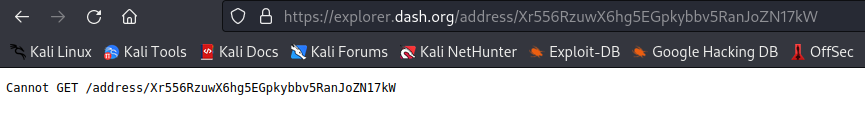 https://explorer.dash.org/address/Xr556RzuwX6hg5EGpkybbv5RanJoZN17kW
Kali Linux Kali Tools Kali Docs Kali Forums Kali NetHunter Exploit-DB Google Hacking DB OffSec
Cannot GET /address/Xr556RzuwX6hg5EGpkybbv5RanJoZN17kW